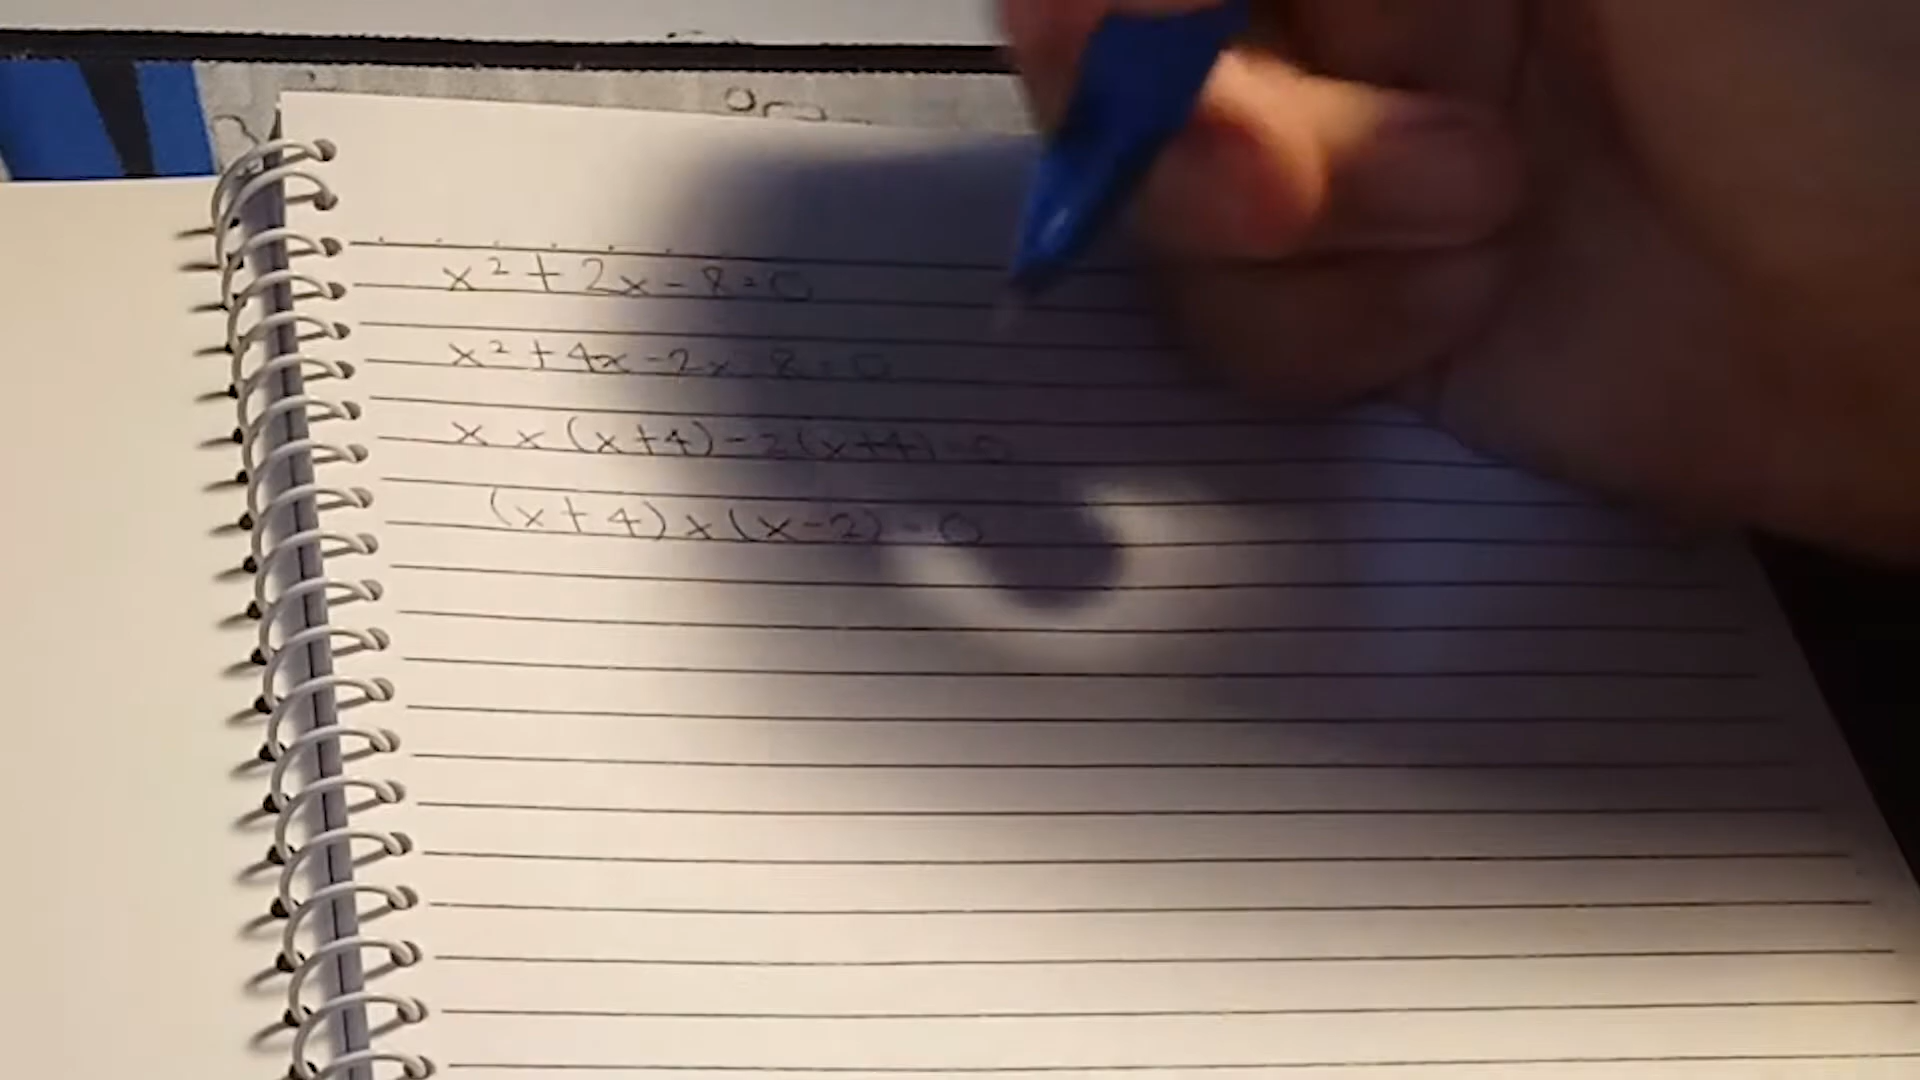 x² + 2x - 8 = 0
x² + 4x - 2x - 8 = 0
x × (x+4) - 2(x+4) = 0
(x+4) × (x-2) = 0